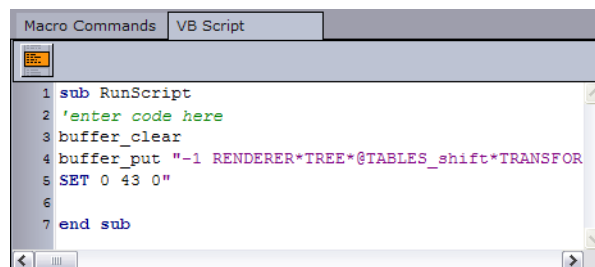 Macro Commands VB Script
1 sub RunScript
2 'enter code here
3 buffer_clear
4 buffer_put "-1 RENDERER*TREE*@TABLES_shift*TRANSFOR
5 SET 0 43 0"
6
7 end sub